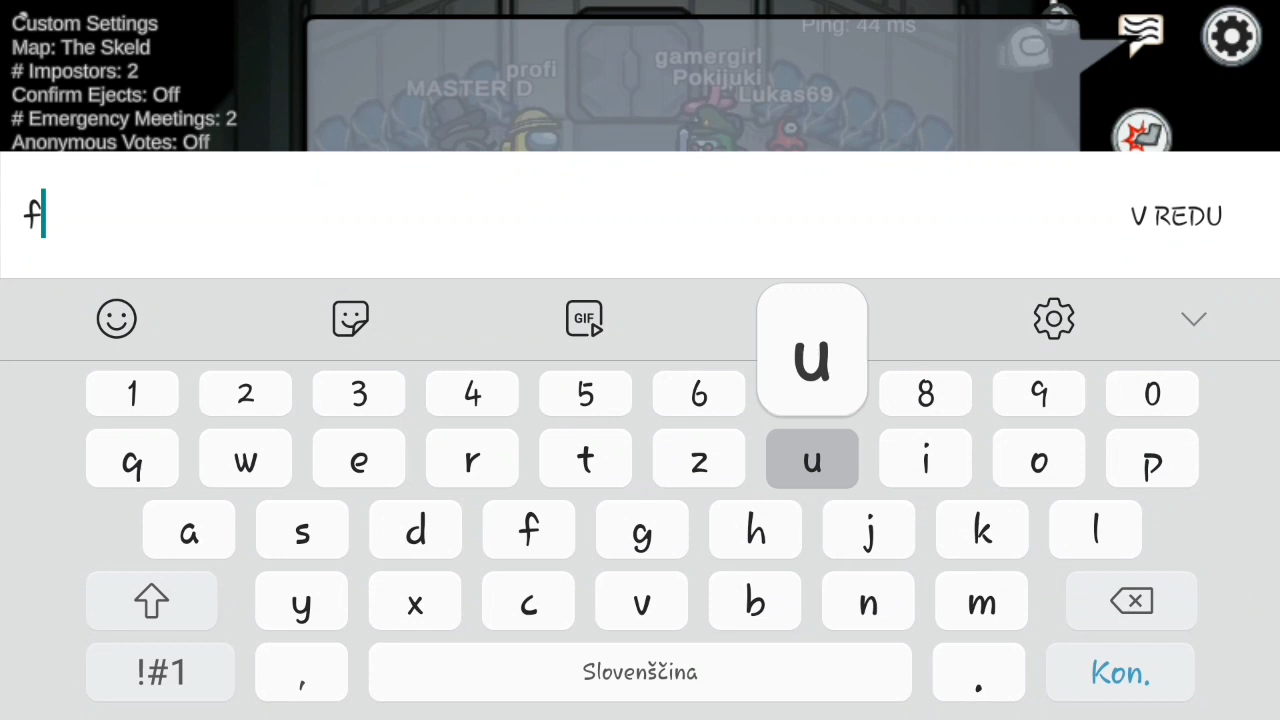 Custom Settings
Map: The Skeld
# Impostors: 2
Confirm Ejects: Off
# Emergency Meetings: 2
Anonymous Votes: Off
Ping: 44 ms
profi
MASTER D
gamergirl
Pokijuki
Lukas69
f
V REDU
GIF
u
1 2 3 4 5 6 8 9 0
q w e r t z u i o p
a s d f g h j k l
y x c v b n m
!#1 , Slovenščina . Kon.